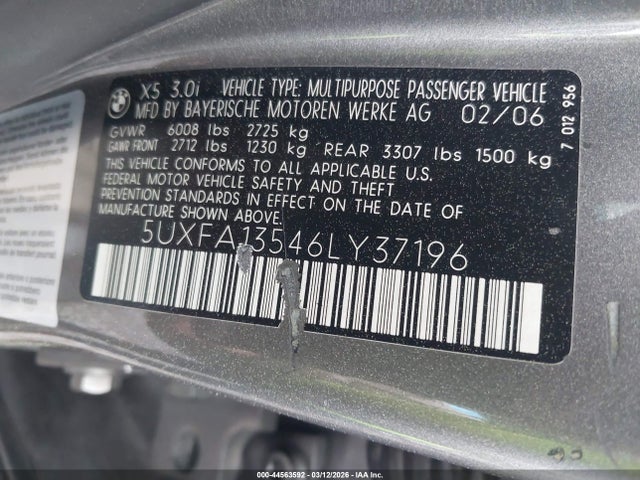 BMW
X5 3.0i VEHICLE TYPE: MULTIPURPOSE PASSENGER VEHICLE
MFD BY BAYERISCHE MOTOREN WERKE AG 02/06
GVWR 6008 lbs 2725 kg
GAWR FRONT 2712 lbs 1230 kg REAR 3307 lbs 1500 kg
THIS VEHICLE CONFORMS TO ALL APPLICABLE U.S.
FEDERAL MOTOR VEHICLE SAFETY AND THEFT
PREVENTION STANDARDS IN EFFECT ON THE DATE OF
MANUFACTURE SHOWN ABOVE.
5UXFA13546LY37196
7 012 956
000-44563592 - 03/12/2026 - IAA Inc.